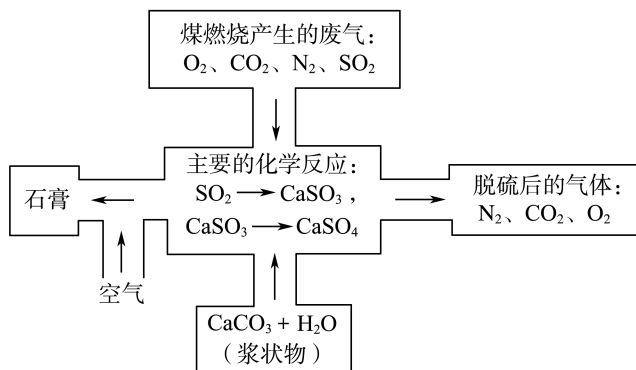 煤燃烧产生的废气：
O₂、CO₂、N₂、SO₂
主要的化学反应：
SO₂→CaSO₃，
CaSO₃→CaSO₄
石膏
脱硫后的气体：
N₂、CO₂、O₂
空气
CaCO₃ + H₂O
（浆状物）